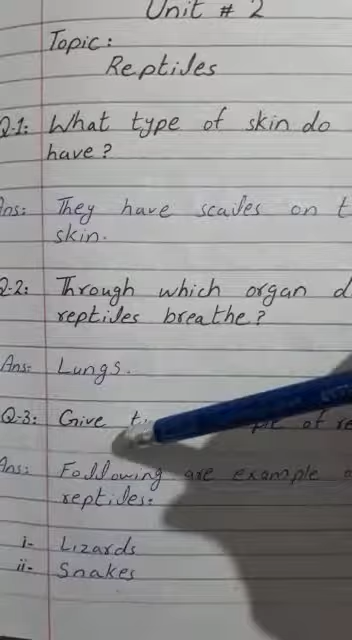 Unit # 2
Topic:
Reptiles
Q.1: What type of skin do
have?
Ans: They have scales on
skin.
Q.2: Through which organ
reptiles breathe?
Ans: Lungs.
Q.3: Give of
Ans: Following are example
reptiles:
i- Lizards
ii- Snakes